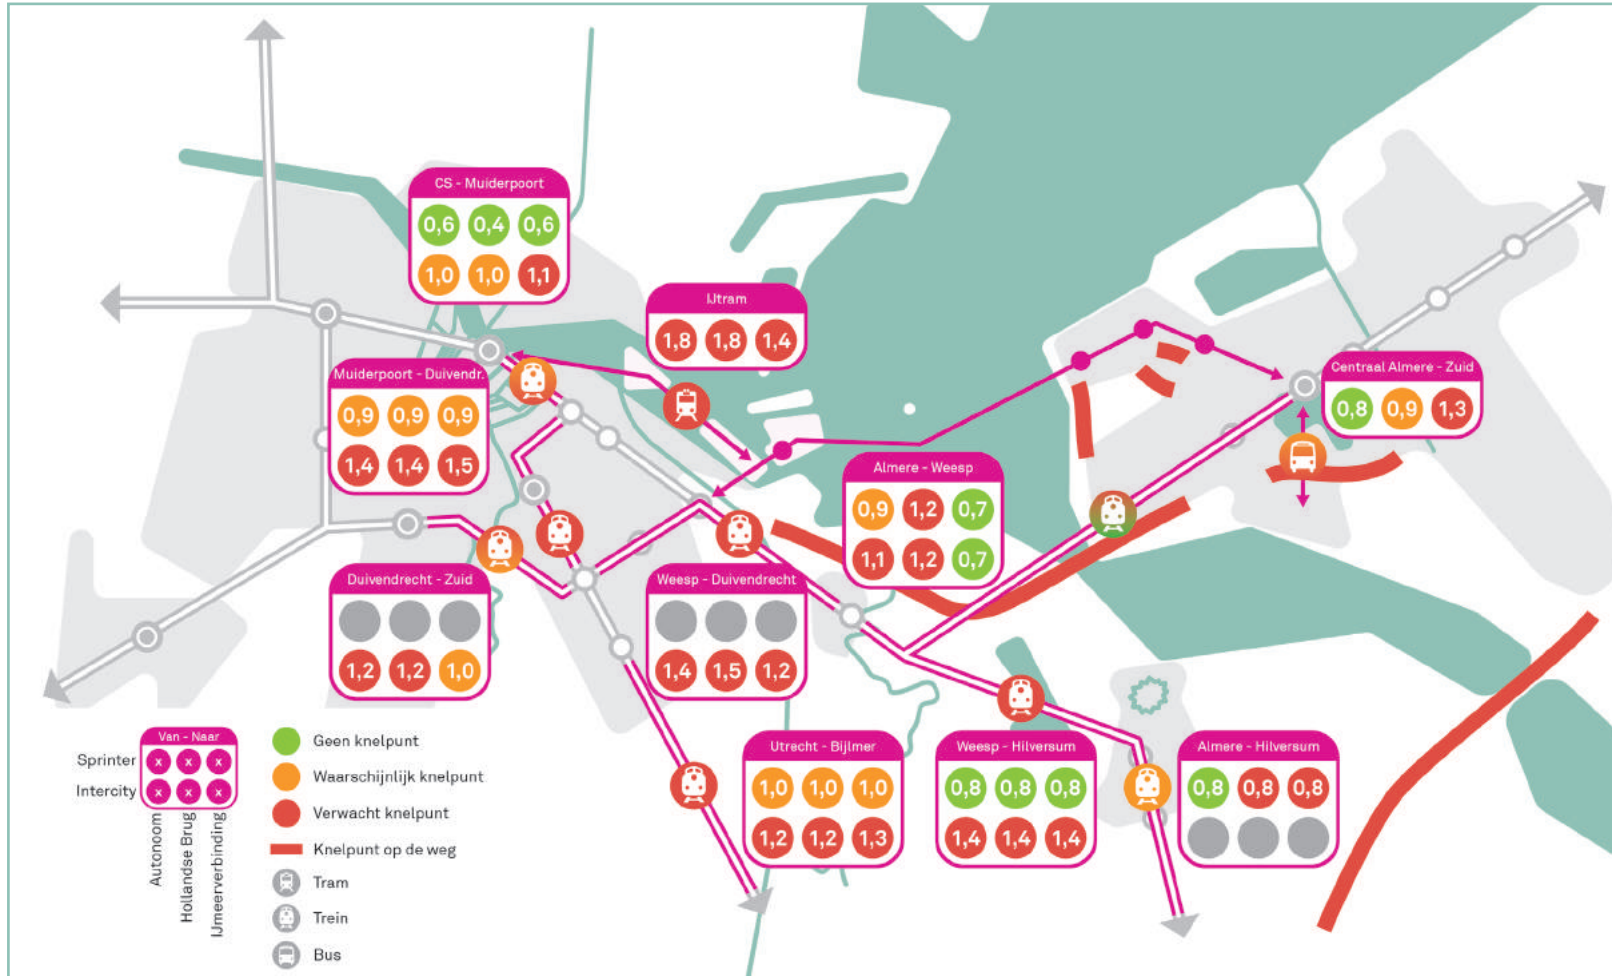 CS - Muiderpoort
0,6 0,4 0,6
1,0 1,0 1,1
IJtram
1,8 1,8 1,4
Muiderpoort - Duivendr.
0,9 0,9 0,9
1,4 1,4 1,5
Centraal Almere - Zuid
0,8 0,9 1,3
Almere - Weesp
0,9 1,2 0,7
1,1 1,2 0,7
Duivendrecht - Zuid
1,2 1,2 1,0
Weesp - Duivendrecht
1,4 1,5 1,2
Utrecht - Bijlmer
1,0 1,0 1,0
1,2 1,2 1,3
Weesp - Hilversum
0,8 0,8 0,8
1,4 1,4 1,4
Almere - Hilversum
0,8 0,8 0,8
Van - Naar
Sprinter x x x
Intercity x x x
Autonoom
Hollandse Brug
IJmeerverbinding
Geen knelpunt
Waarschijnlijk knelpunt
Verwacht knelpunt
Knelpunt op de weg
Tram
Trein
Bus